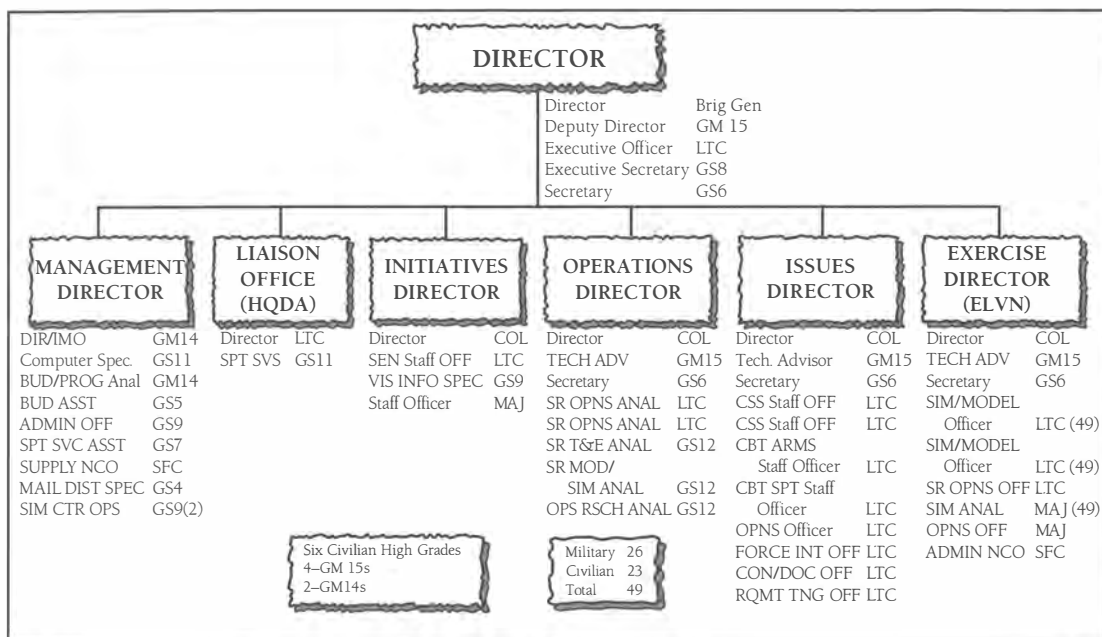 DIRECTOR
Director Brig Gen
Deputy Director GM 15
Executive Officer LTC
Executive Secretary GS8
Secretary GS6
MANAGEMENT
DIRECTOR
DIR/IMO GM14
Computer Spec. GS11
BUD/PROG Anal GM14
BUD ASST GS5
ADMIN OFF GS9
SPT SVC ASST GS7
SUPPLY NCO SFC
MAIL DIST SPEC GS4
SIM CTR OPS GS9(2)
LIAISON
OFFICE
(HQDA)
Director LTC
SPT SVS GS11
INITIATIVES
DIRECTOR
Director COL
SEN Staff OFF LTC
VIS INFO SPEC GS9
Staff Officer MAJ
OPERATIONS
DIRECTOR
Director COL
TECH ADV GM15
Secretary GS6
SR OPNS ANAL LTC
SR OPNS ANAL LTC
SR T&E ANAL GS12
SR MOD/
SIM ANAL GS12
OPS RSCH ANAL GS12
ISSUES
DIRECTOR
Director COL
Tech. Advisor GM15
Secretary GS6
CSS Staff OFF LTC
CSS Staff OFF LTC
CBT ARMS
Staff Officer LTC
CBT SPT Staff
Officer LTC
OPNS Officer LTC
FORCE INT OFF LTC
CON/DOC OFF LTC
RQMT TNG OFF LTC
EXERCISE
DIRECTOR
(ELVN)
Director COL
TECH ADV GM15
Secretary GS6
SIM/MODEL
Officer LTC (49)
SIM/MODEL
Officer LTC (49)
SR OPNS OFF LTC
SIM ANAL MAJ (49)
OPNS OFF MAJ
ADMIN NCO SFC
Six Civilian High Grades
4–GM 15s
2–GM14s
Military 26
Civilian 23
Total 49